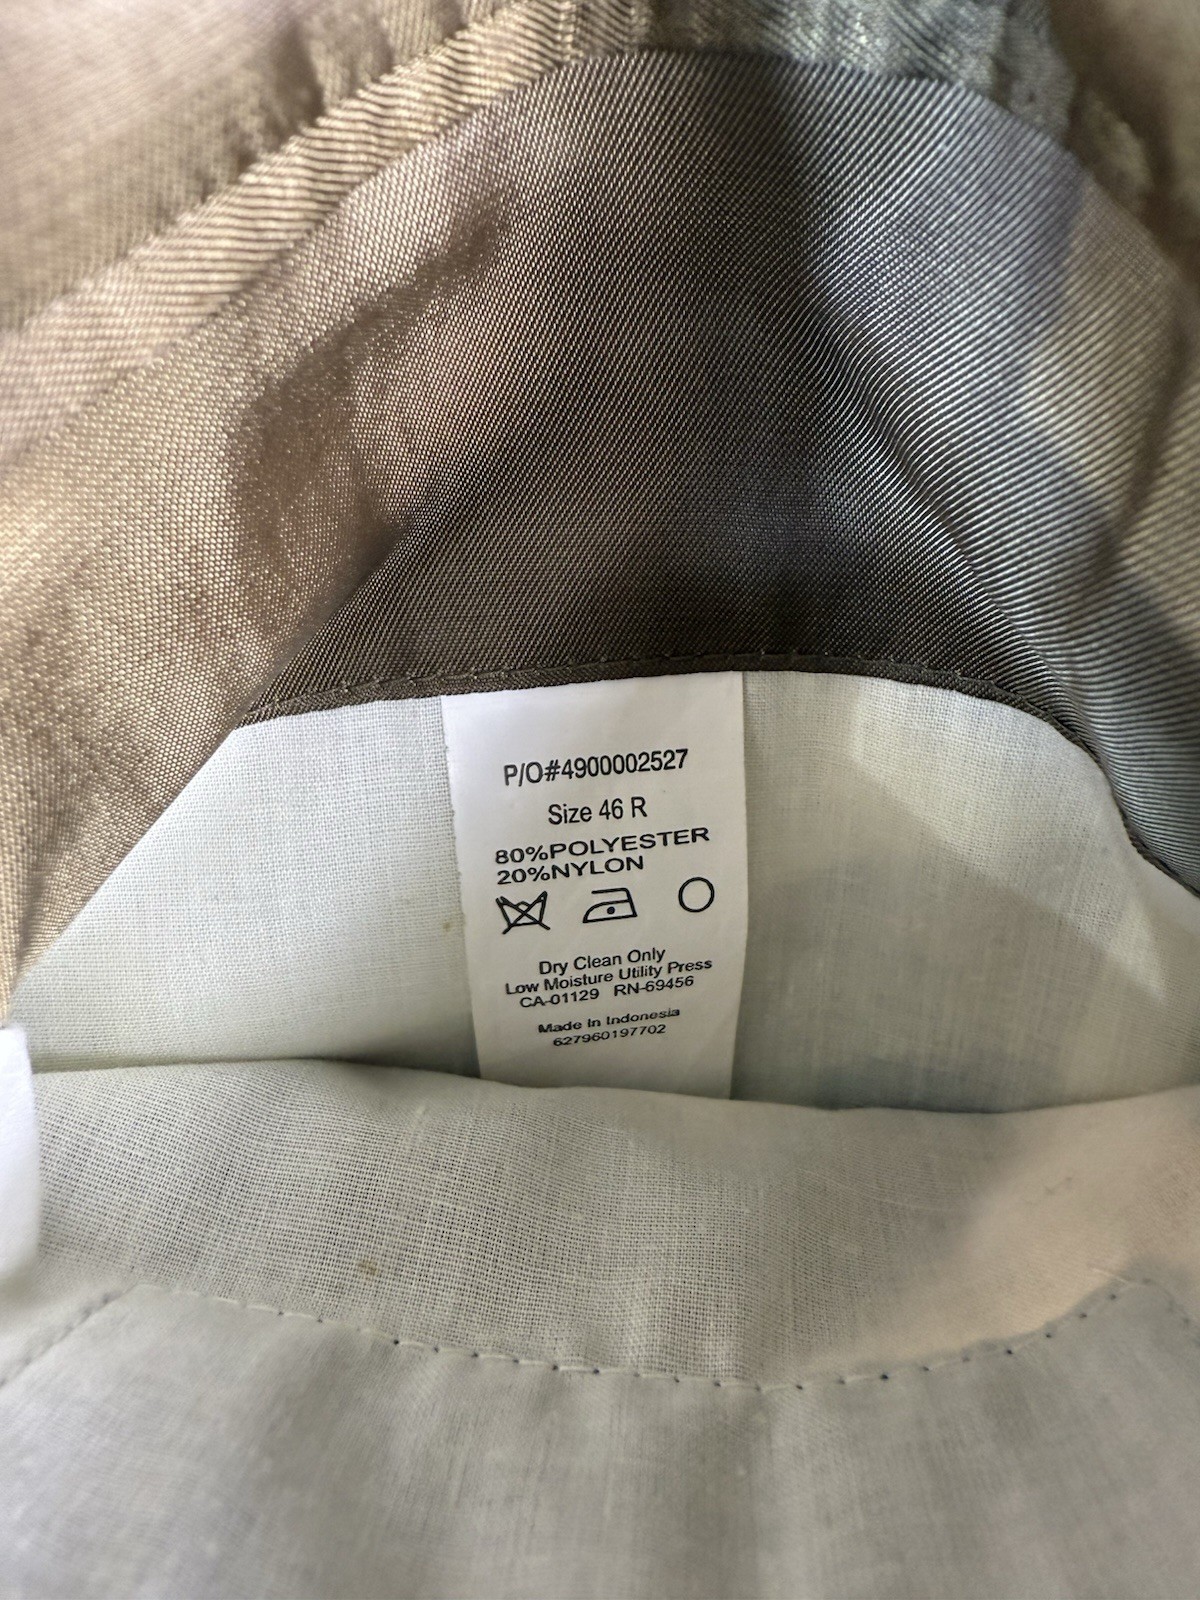 P/O#4900002527
Size 46 R
80%POLYESTER
20%NYLON
Dry Clean Only
Low Moisture Utility Press
CA-01129 RN-69456
Made In Indonesia
627960197702